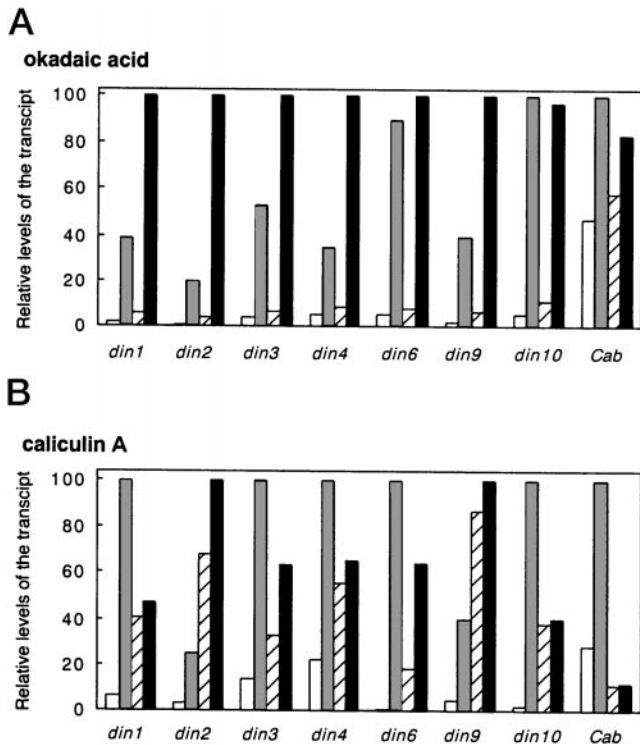 A
okadaic acid
Relative levels of the transcipt
100
80
60
40
20
0
din1 din2 din3 din4 din6 din9 din10 Cab
B
caliculin A
Relative levels of the transcipt
100
80
60
40
20
0
din1 din2 din3 din4 din6 din9 din10 Cab